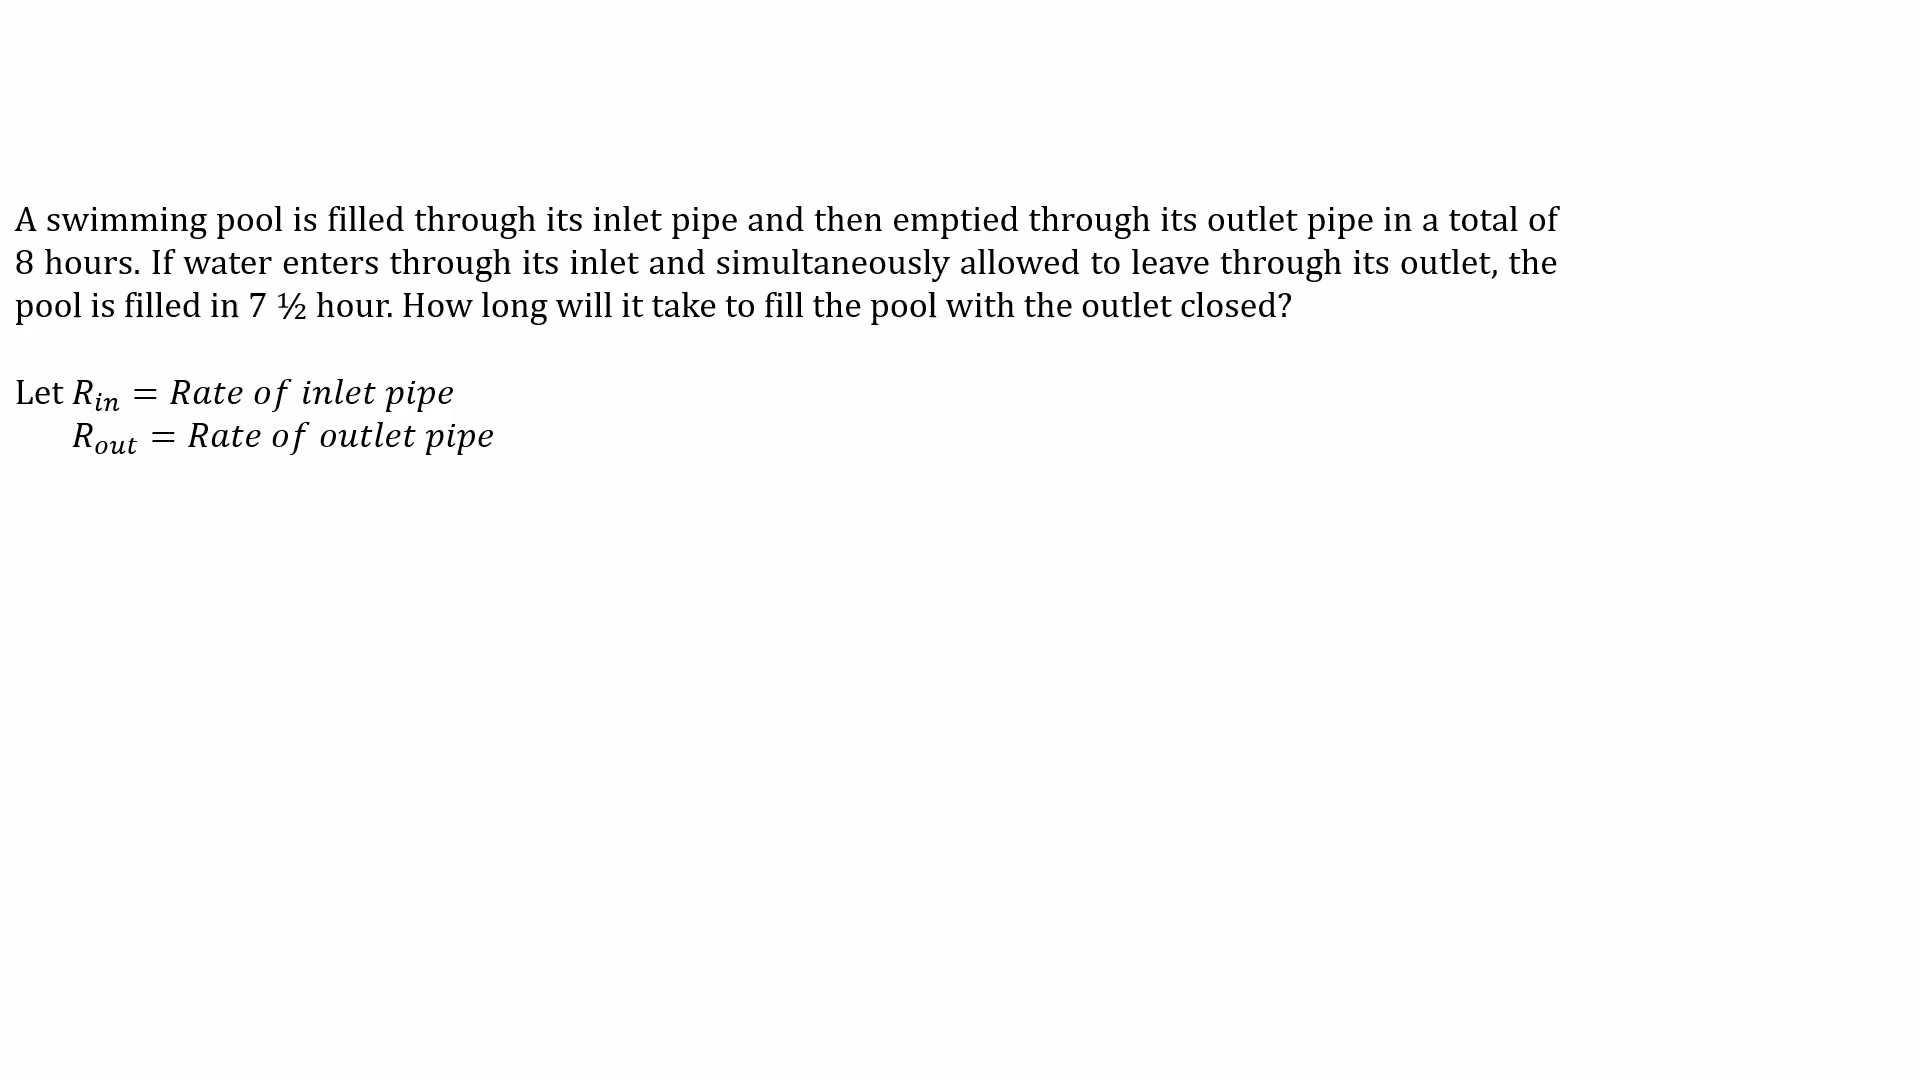 A swimming pool is filled through its inlet pipe and then emptied through its outlet pipe in a total of
8 hours. If water enters through its inlet and simultaneously allowed to leave through its outlet, the
pool is filled in 7 ½ hour. How long will it take to fill the pool with the outlet closed?
Let R_in = Rate of inlet pipe
R_out = Rate of outlet pipe